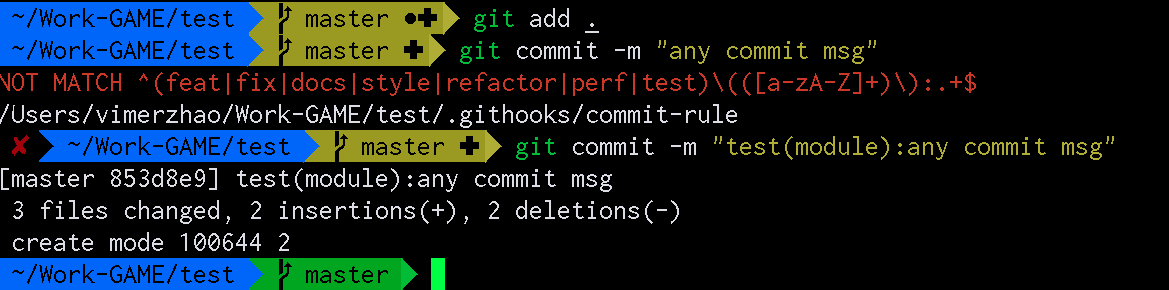 ~/Work-GAME/test master ●✚ git add .
~/Work-GAME/test master ✚ git commit -m "any commit msg"
NOT MATCH ^(feat|fix|docs|style|refactor|perf|test)\(([a-zA-Z]+)\):.+$
/Users/vimerzhao/Work-GAME/test/.githooks/commit-rule
✘ ~/Work-GAME/test master ✚ git commit -m "test(module):any commit msg"
[master 853d8e9] test(module):any commit msg
3 files changed, 2 insertions(+), 2 deletions(-)
create mode 100644 2
~/Work-GAME/test master